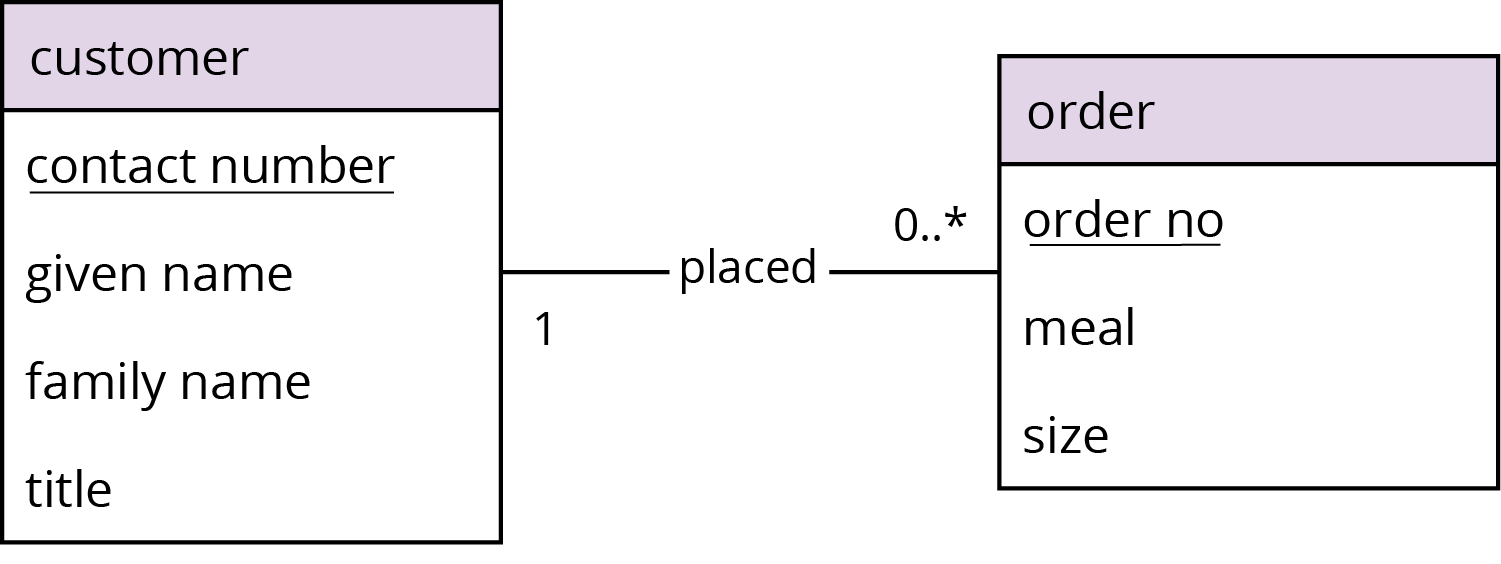 customer
contact number
given name
family name
title
1
placed
0..*
order
order no
meal
size